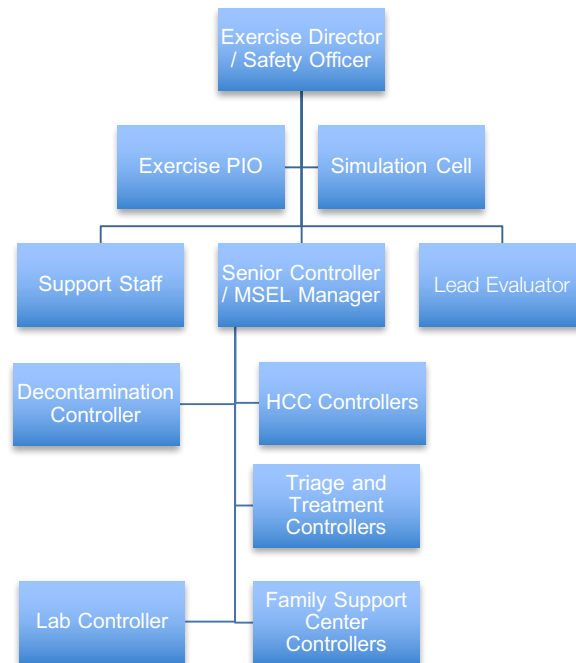 Exercise Director
/ Safety Officer
Exercise PIO
Simulation Cell
Support Staff
Senior Controller
/ MSEL Manager
Lead Evaluator
Decontamination
Controller
HCC Controllers
Triage and
Treatment
Controllers
Lab Controller
Family Support
Center
Controllers